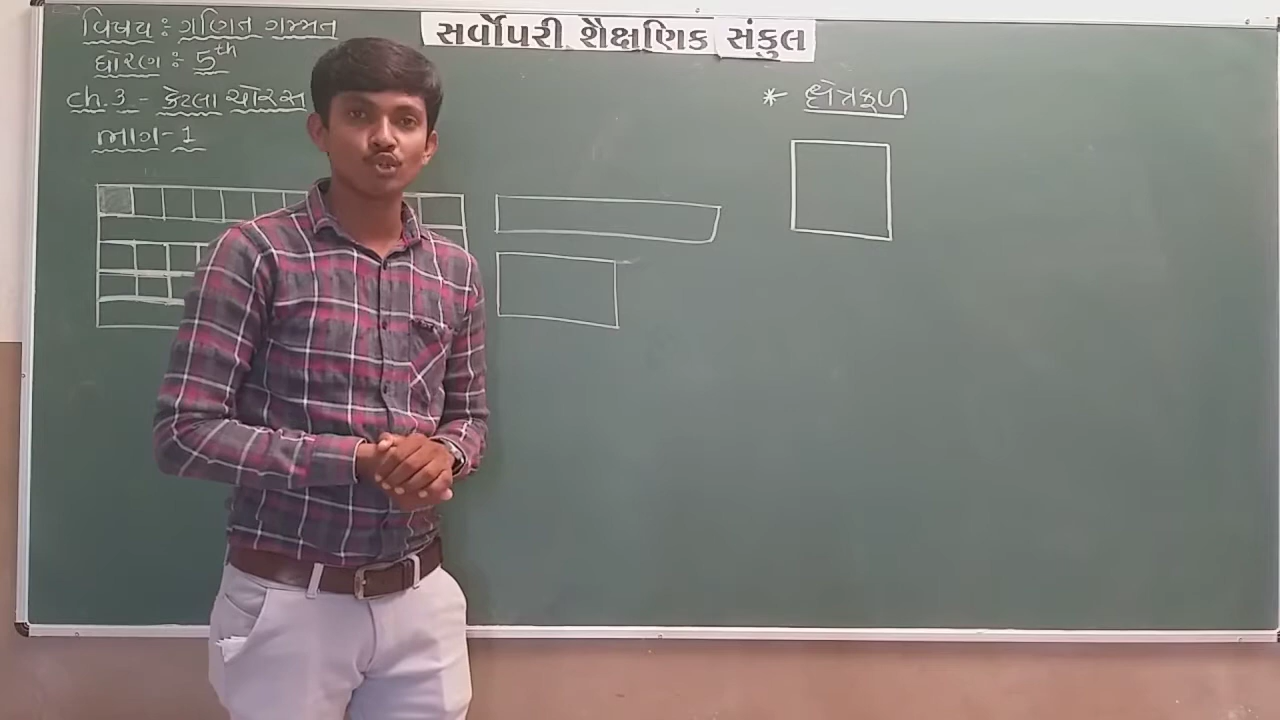 સર્વોપરી શૈક્ષણિક સંકુલ
વિષય : ગણિત ગમ્મત
ધોરણ : 5th
ch. 3 - કેટલા ચોરસ
ભાગ - 1
* ક્ષેત્રફળ